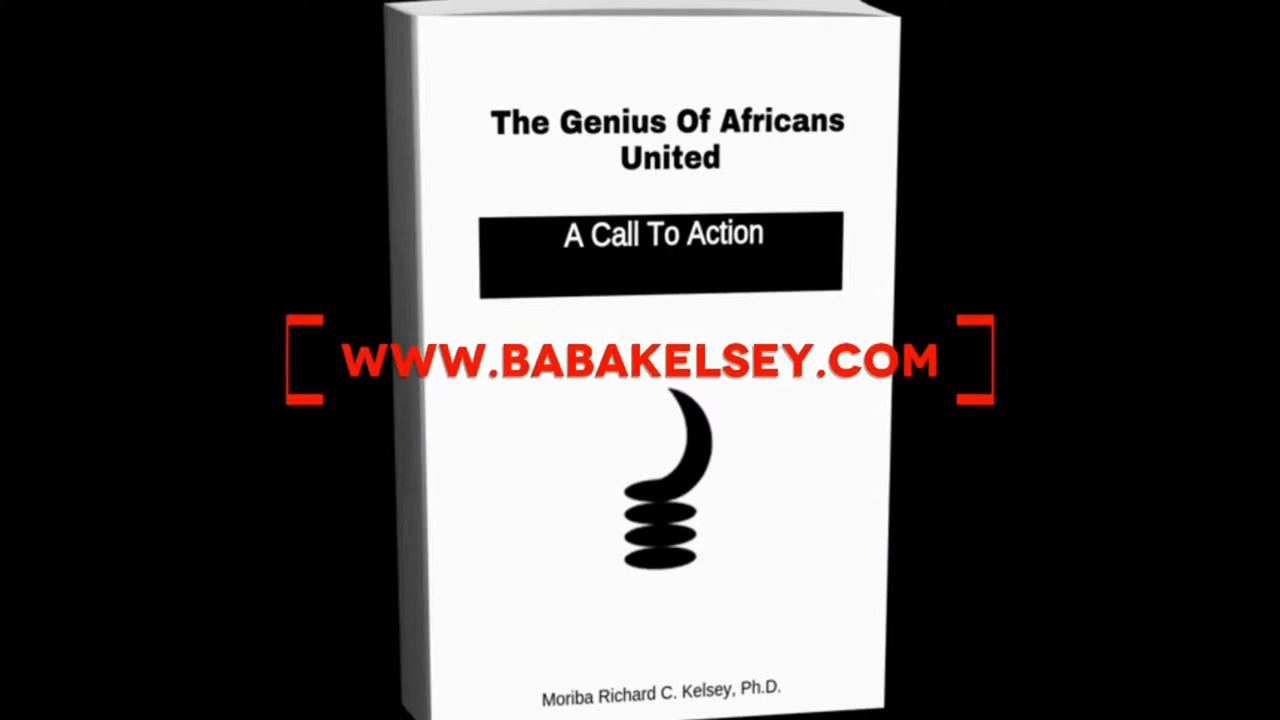 The Genius Of Africans
United
A Call To Action
WWW.BABAKELSEY.COM
Moriba Richard C. Kelsey, Ph.D.